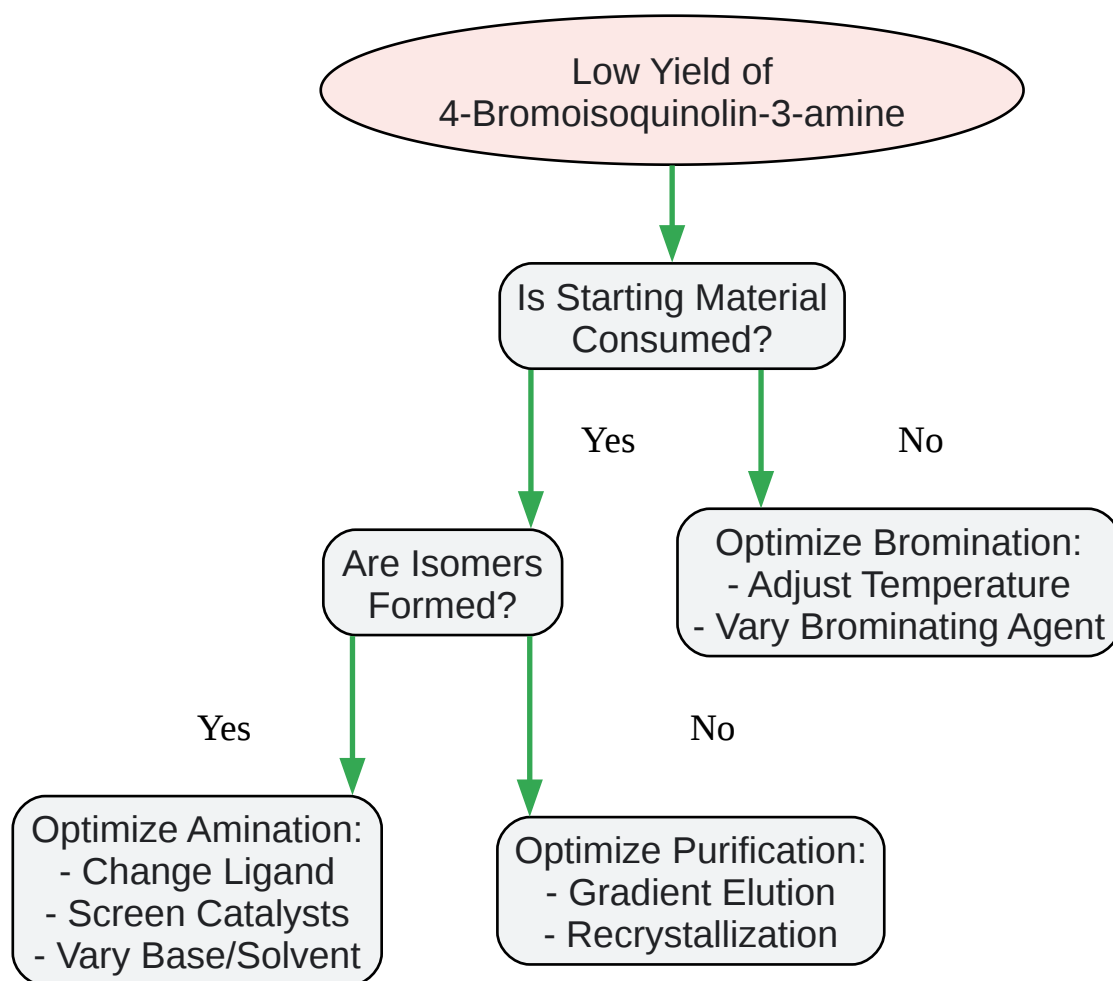 Low Yield of
4-Bromoisoquinolin-3-amine
Is Starting Material
Consumed?
Yes
No
Are Isomers
Formed?
Optimize Bromination:
- Adjust Temperature
- Vary Brominating Agent
Yes
No
Optimize Amination:
- Change Ligand
- Screen Catalysts
- Vary Base/Solvent
Optimize Purification:
- Gradient Elution
- Recrystallization